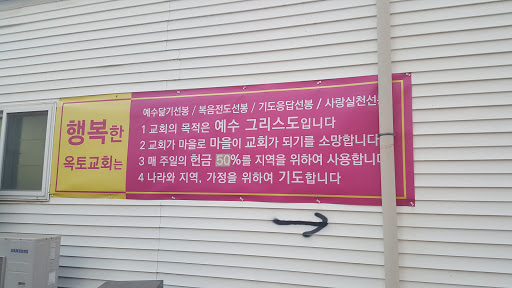 행복한
옥토교회는
예수닮기선봉 / 복음전도선봉 / 기도응답선봉 / 사랑실천선봉
1 교회의 목적은 예수 그리스도입니다
2 교회가 마을로 마을이 교회가 되기를 소망합니다
3 매 주일의 헌금 50%를 지역을 위하여 사용합니다
4 나라와 지역, 가정을 위하여 기도합니다
SAMSUNG